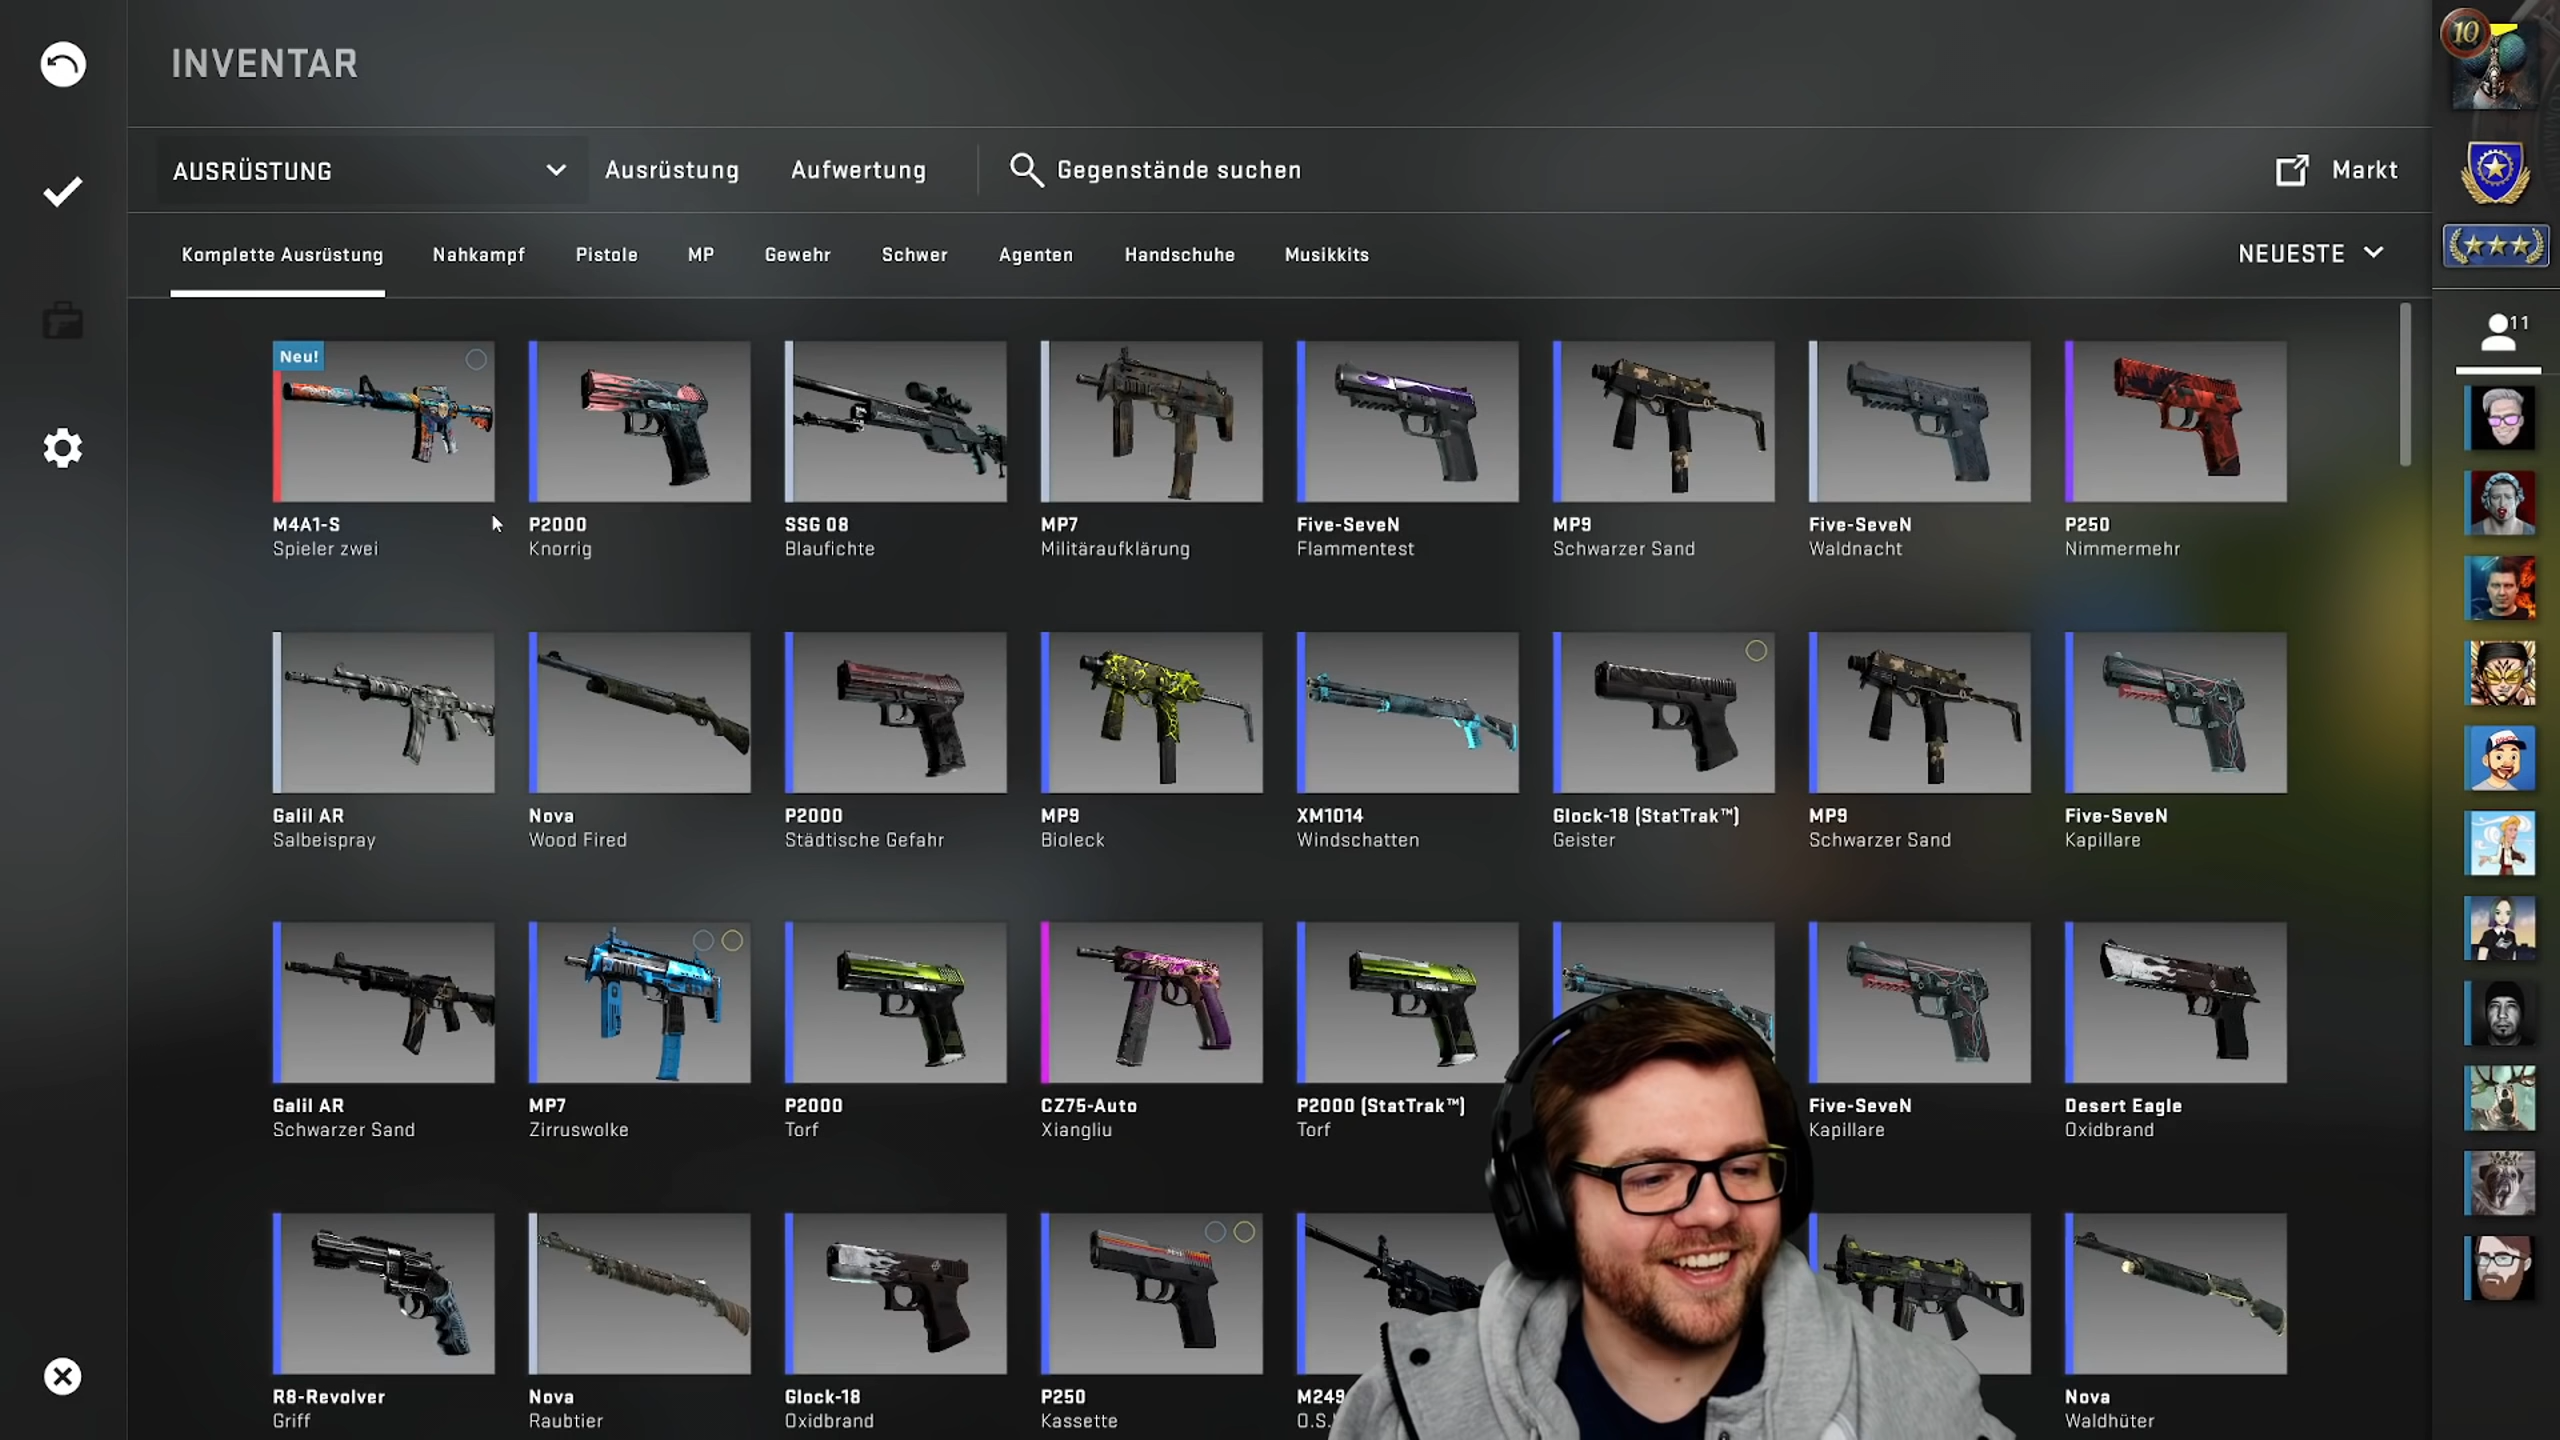 10
INVENTAR
AUSRÜSTUNG
Ausrüstung
Aufwertung
Gegenstände suchen
Markt
Komplette Ausrüstung
Nahkampf
Pistole
MP
Gewehr
Schwer
Agenten
Handschuhe
Musikkits
NEUESTE
11
Neu!
M4A1-S
Spieler zwei
P2000
Knorrig
SSG 08
Blaufichte
MP7
Militäraufklärung
Five-SeveN
Flammentest
MP9
Schwarzer Sand
Five-SeveN
Waldnacht
P250
Nimmermehr
Galil AR
Salbeispray
Nova
Wood Fired
P2000
Städtische Gefahr
MP9
Bioleck
XM1014
Windschatten
Glock-18 (StatTrak™)
Geister
MP9
Schwarzer Sand
Five-SeveN
Kapillare
Galil AR
Schwarzer Sand
MP7
Zirruswolke
P2000
Torf
CZ75-Auto
Xiangliu
P2000 (StatTrak™)
Torf
Five-SeveN
Kapillare
Desert Eagle
Oxidbrand
R8-Revolver
Griff
Nova
Raubtier
Glock-18
Oxidbrand
P250
Kassette
M249
O.S.
Nova
Waldhüter